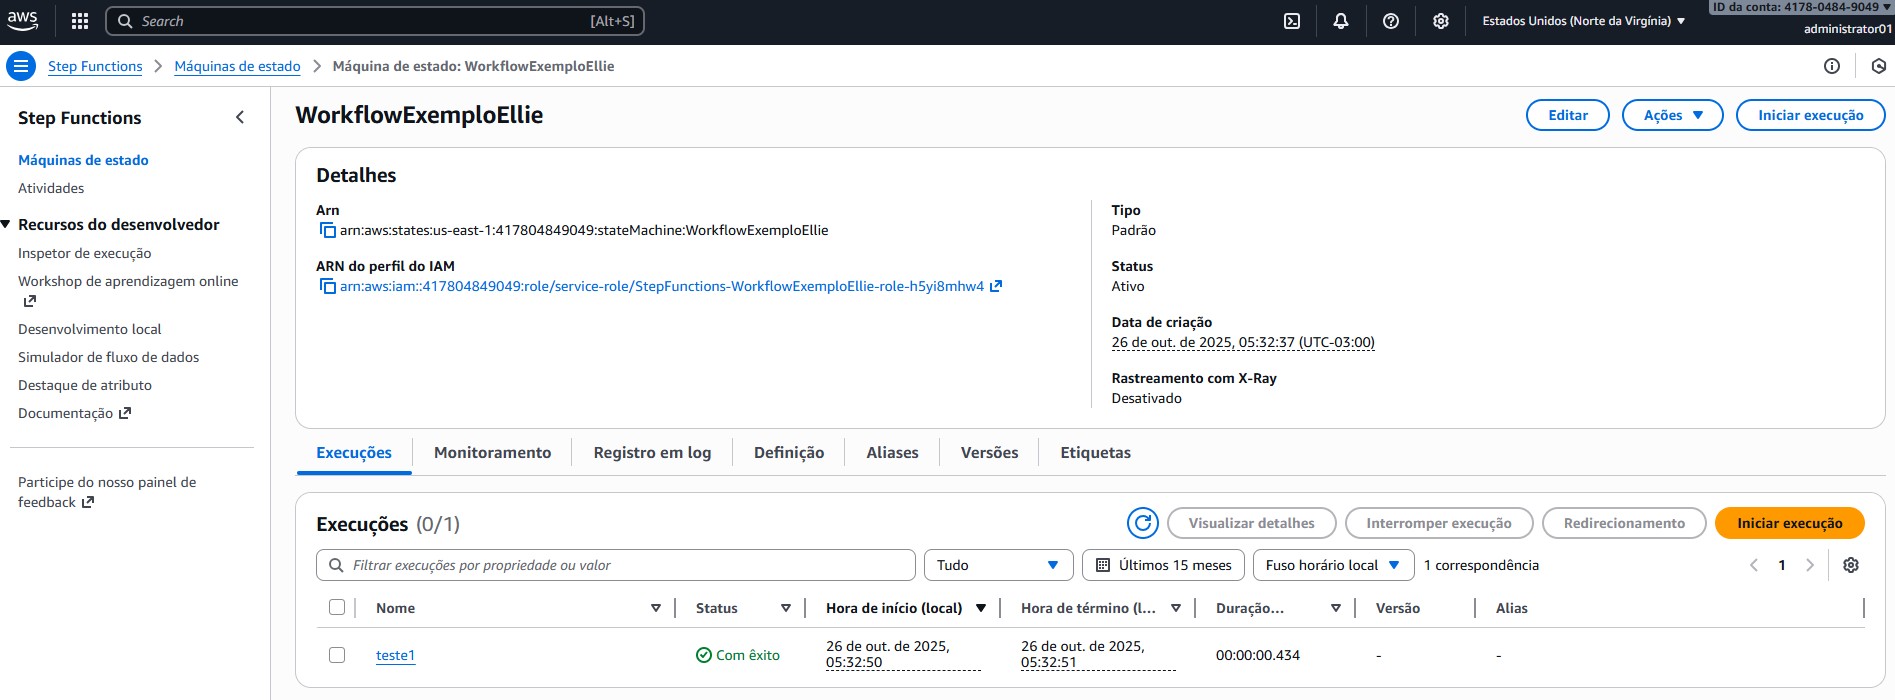 aws
Search [Alt+S]
Estados Unidos (Norte da Virgínia)
ID da conta: 4178-0484-9049
administrator01
Step Functions
Máquinas de estado
Máquina de estado: WorkflowExemploEllie
Step Functions
Máquinas de estado
Atividades
Recursos do desenvolvedor
Inspetor de execução
Workshop de aprendizagem online
Desenvolvimento local
Simulador de fluxo de dados
Destaque de atributo
Documentação
Participe do nosso painel de
feedback
WorkflowExemploEllie
Editar
Ações
Iniciar execução
Detalhes
Arn
arn:aws:states:us-east-1:417804849049:stateMachine:WorkflowExemploEllie
ARN do perfil do IAM
arn:aws:iam::417804849049:role/service-role/StepFunctions-WorkflowExemploEllie-role-h5yi8mhw4
Tipo
Padrão
Status
Ativo
Data de criação
26 de out. de 2025, 05:32:37 (UTC-03:00)
Rastreamento com X-Ray
Desativado
Execuções
Monitoramento
Registro em log
Definição
Aliases
Versões
Etiquetas
Execuções (0/1)
Visualizar detalhes
Interromper execução
Redirecionamento
Iniciar execução
Filtrar execuções por propriedade ou valor
Tudo
Últimos 15 meses
Fuso horário local
1 correspondência
1
Nome
Status
Hora de início (local)
Hora de término (l...
Duração...
Versão
Alias
teste1
Com êxito
26 de out. de 2025,
05:32:50
26 de out. de 2025,
05:32:51
00:00:00.434
-
-